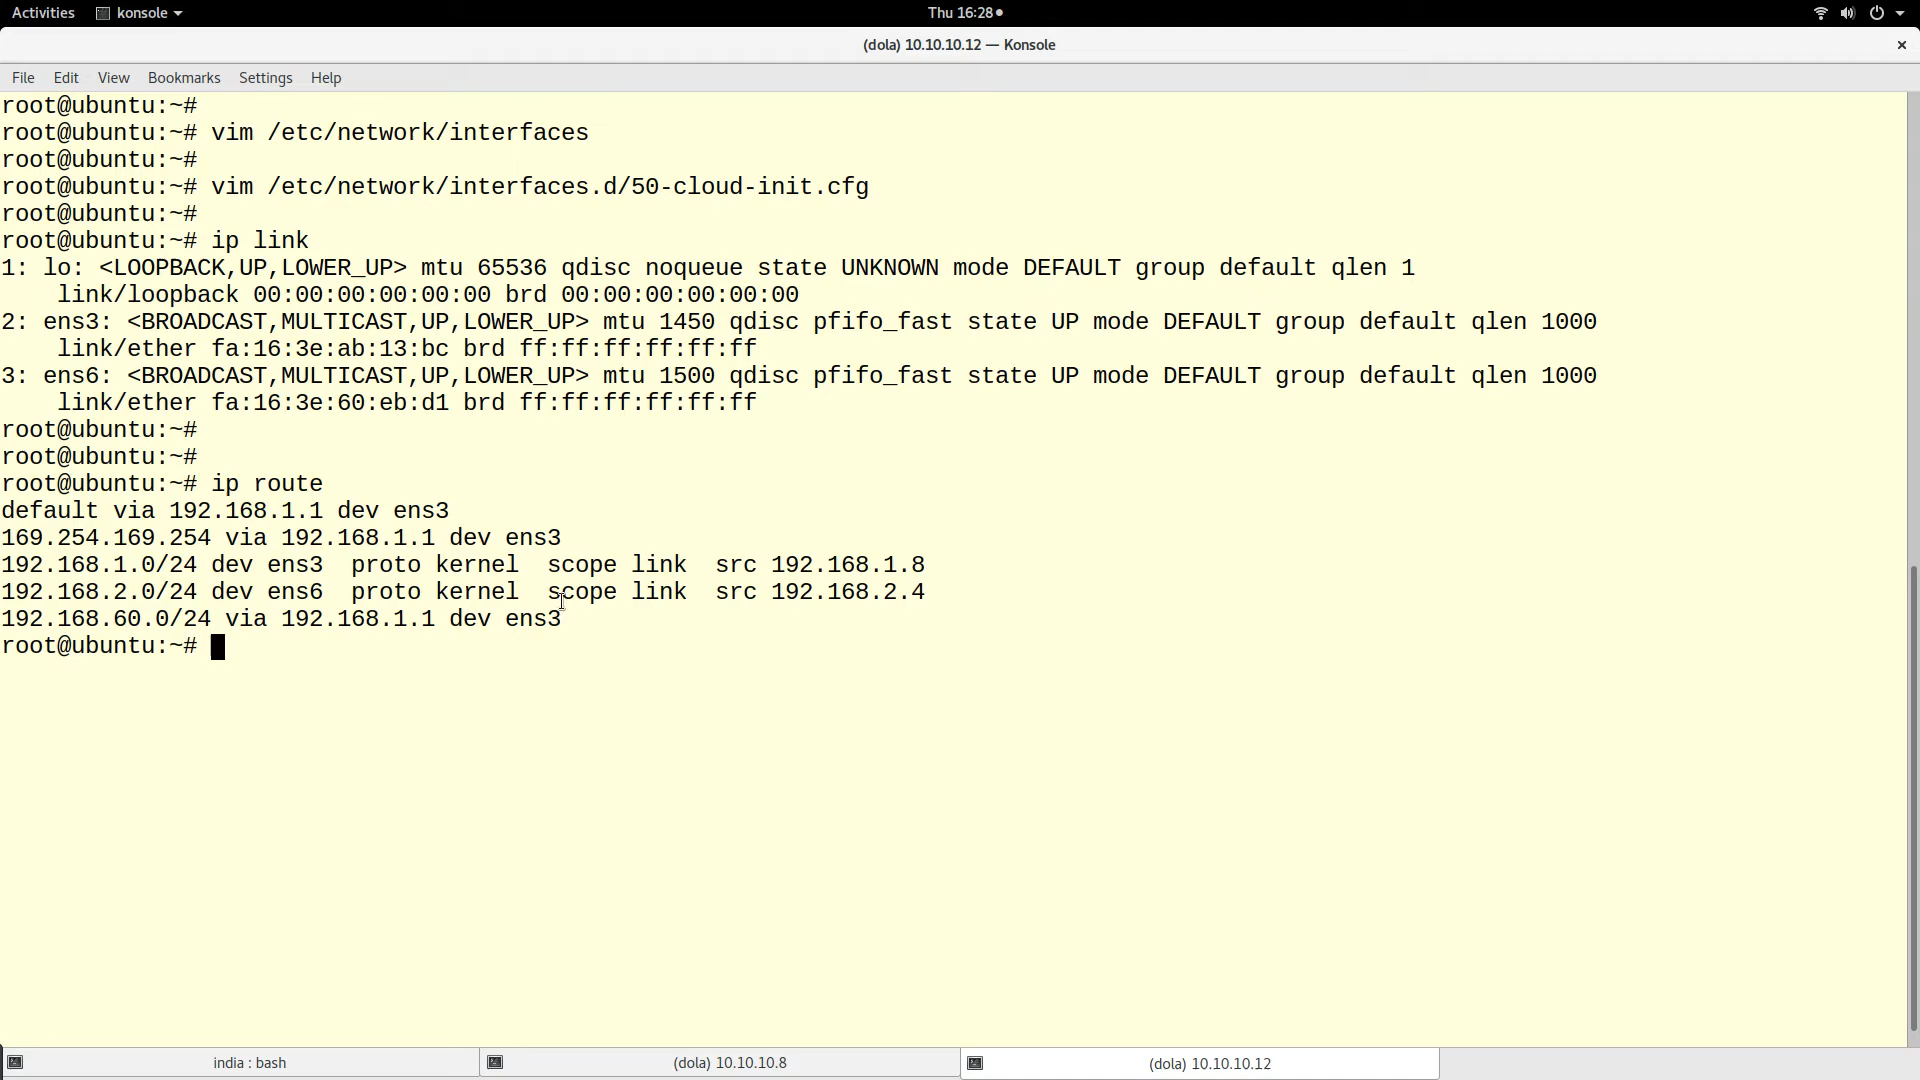 Activities konsole Thu 16:28
(dola) 10.10.10.12 — Konsole
File Edit View Bookmarks Settings Help
root@ubuntu:~#
root@ubuntu:~# vim /etc/network/interfaces
root@ubuntu:~#
root@ubuntu:~# vim /etc/network/interfaces.d/50-cloud-init.cfg
root@ubuntu:~#
root@ubuntu:~# ip link
1: lo: <LOOPBACK,UP,LOWER_UP> mtu 65536 qdisc noqueue state UNKNOWN mode DEFAULT group default qlen 1
    link/loopback 00:00:00:00:00:00 brd 00:00:00:00:00:00
2: ens3: <BROADCAST,MULTICAST,UP,LOWER_UP> mtu 1450 qdisc pfifo_fast state UP mode DEFAULT group default qlen 1000
    link/ether fa:16:3e:ab:13:bc brd ff:ff:ff:ff:ff:ff
3: ens6: <BROADCAST,MULTICAST,UP,LOWER_UP> mtu 1500 qdisc pfifo_fast state UP mode DEFAULT group default qlen 1000
    link/ether fa:16:3e:60:eb:d1 brd ff:ff:ff:ff:ff:ff
root@ubuntu:~#
root@ubuntu:~#
root@ubuntu:~# ip route
default via 192.168.1.1 dev ens3
169.254.169.254 via 192.168.1.1 dev ens3
192.168.1.0/24 dev ens3  proto kernel  scope link  src 192.168.1.8
192.168.2.0/24 dev ens6  proto kernel  scope link  src 192.168.2.4
192.168.60.0/24 via 192.168.1.1 dev ens3
root@ubuntu:~#
india : bash (dola) 10.10.10.8 (dola) 10.10.10.12